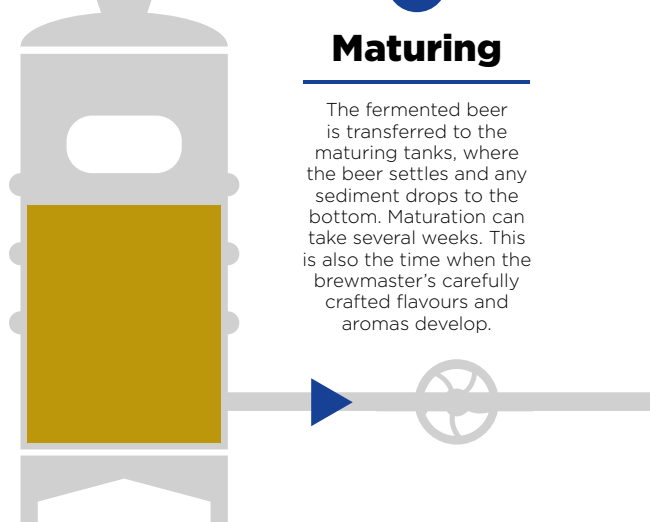 Maturing
The fermented beer
is transferred to the
maturing tanks, where
the beer settles and any
sediment drops to the
bottom. Maturation can
take several weeks. This
is also the time when the
brewmaster’s carefully
crafted flavours and
aromas develop.